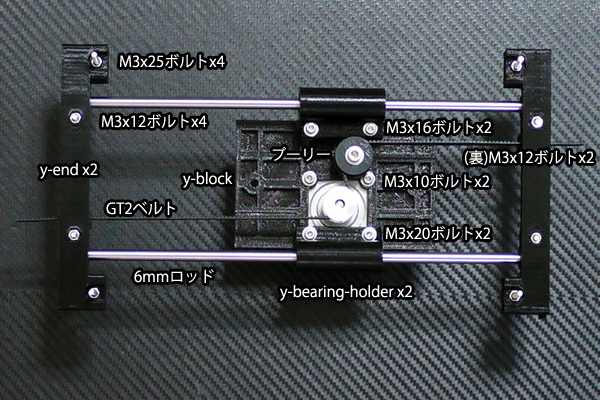 M3x25ボルトx4
M3x12ボルトx4
M3x16ボルトx2
プーリー
(裏)M3x12ボルトx2
y-end x2
y-block
M3x10ボルトx2
GT2ベルト
M3x20ボルトx2
6mmロッド
y-bearing-holder x2